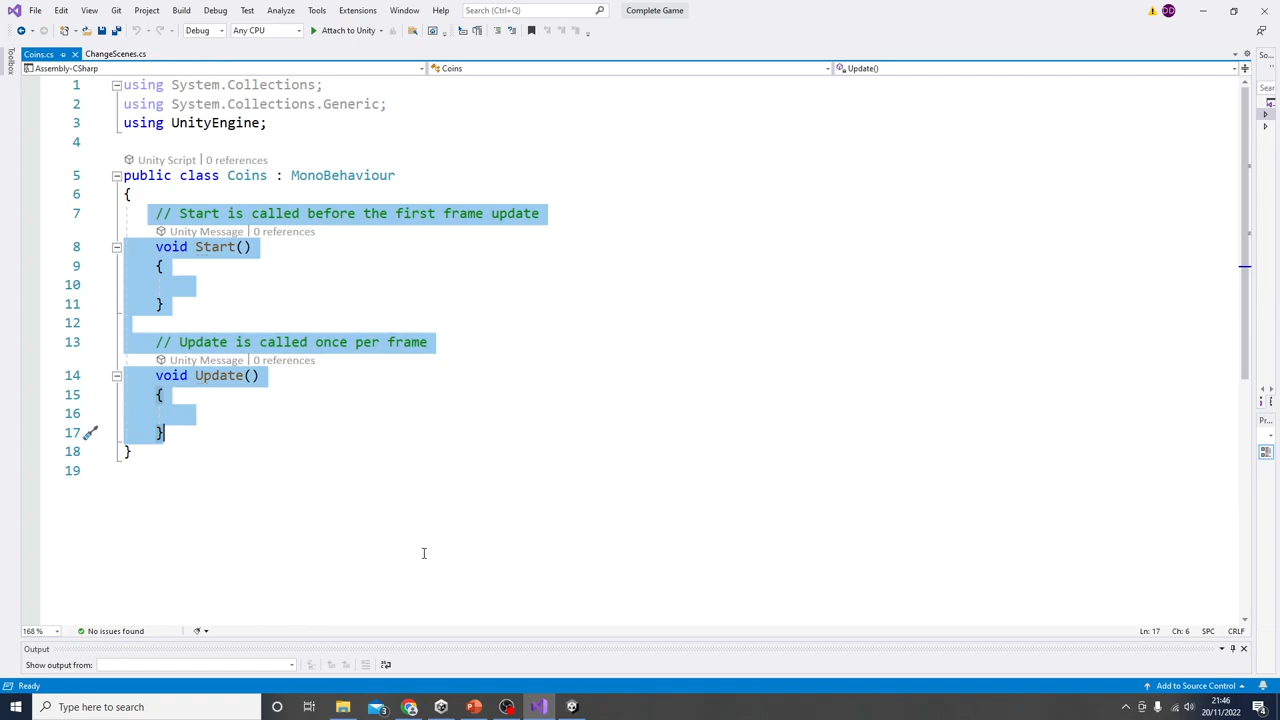 File Edit View Git Project Build Debug Test Analyze Tools Extensions Window Help Search (Ctrl+Q) Complete Game DD
Debug Any CPU Attach to Unity
Coins.cs ChangeScenes.cs So...
Toolbox
Assembly-CSharp Coins Update()
1 using System.Collections;
Sear
2 using System.Collections.Generic;
3 using UnityEngine;
4
Unity Script | 0 references
5 public class Coins : MonoBehaviour
6 {
7 // Start is called before the first frame update
Unity Message | 0 references
8 void Start()
9 {
10
11 }
12
13 // Update is called once per frame
Unity Message | 0 references
14 void Update()
15 {
16
17 }
Pr...
18 }
19
168 % No issues found Ln: 17 Ch: 6 SPC CRLF
Output
Show output from:
Ready Add to Source Control
Type here to search 3 21:46
20/11/2022